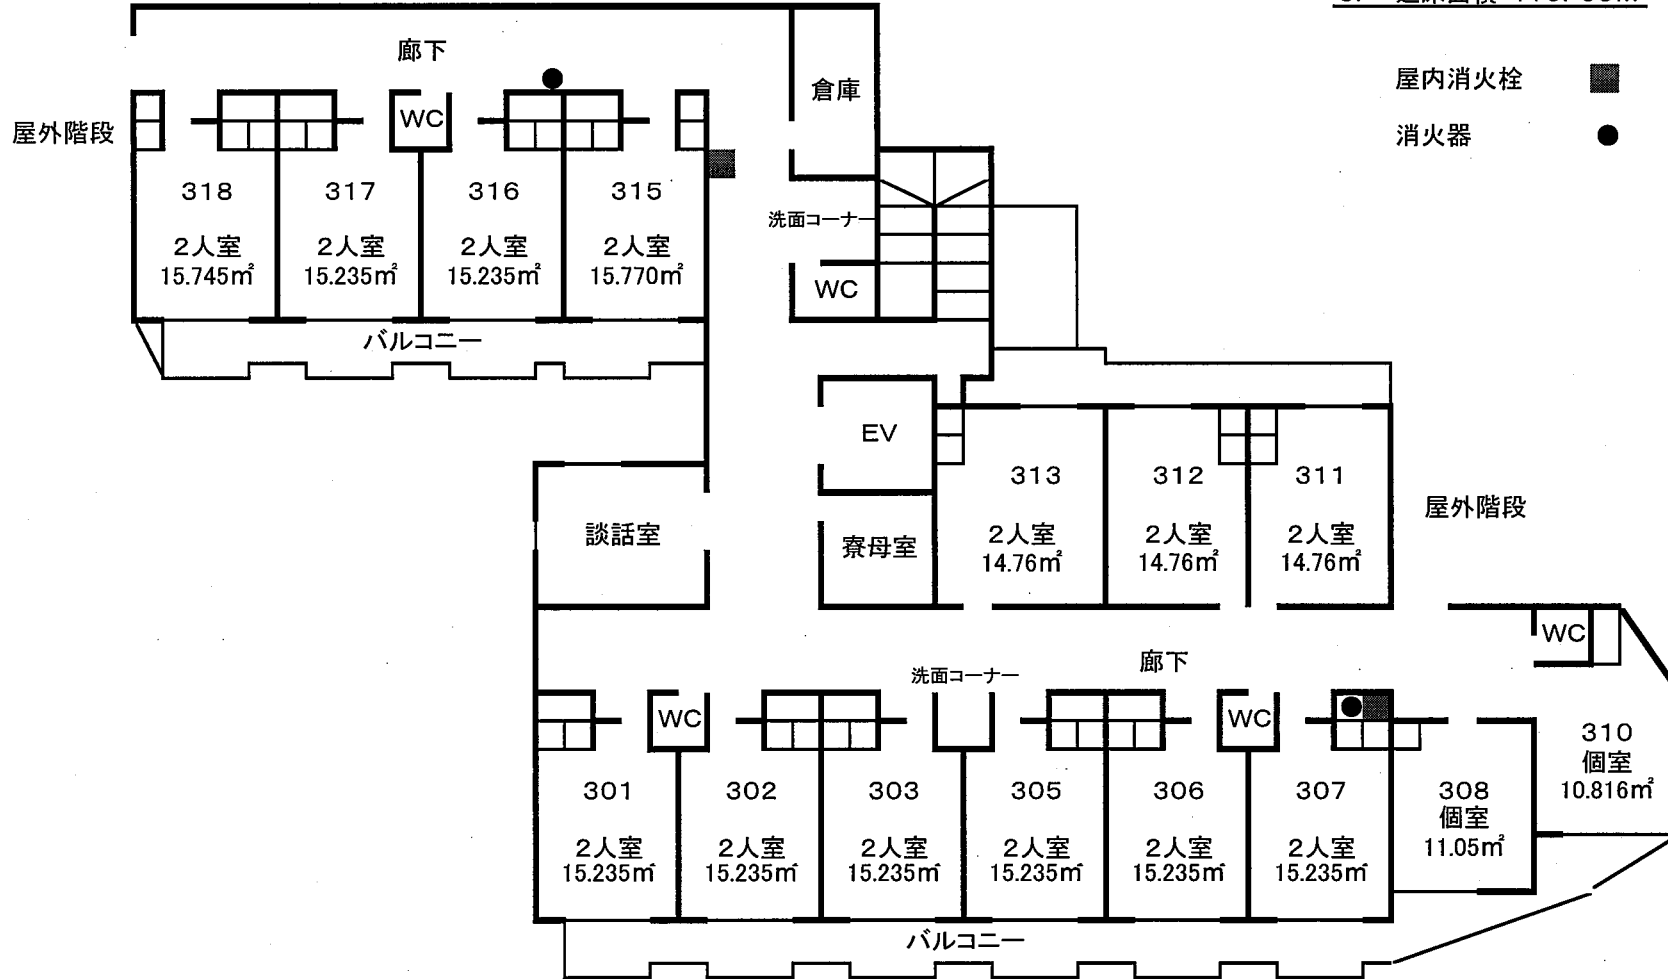 廊下
倉庫
屋内消火栓
消火器
屋外階段
WC
318
2人室
15.745㎡
317
2人室
15.235㎡
316
2人室
15.235㎡
315
2人室
15.770㎡
洗面コーナー
WC
バルコニー
EV
313
2人室
14.76㎡
312
2人室
14.76㎡
311
2人室
14.76㎡
屋外階段
談話室
寮母室
WC
廊下
洗面コーナー
WC
WC
301
2人室
15.235㎡
302
2人室
15.235㎡
303
2人室
15.235㎡
305
2人室
15.235㎡
306
2人室
15.235㎡
307
2人室
15.235㎡
308
個室
11.05㎡
310
個室
10.816㎡
バルコニー